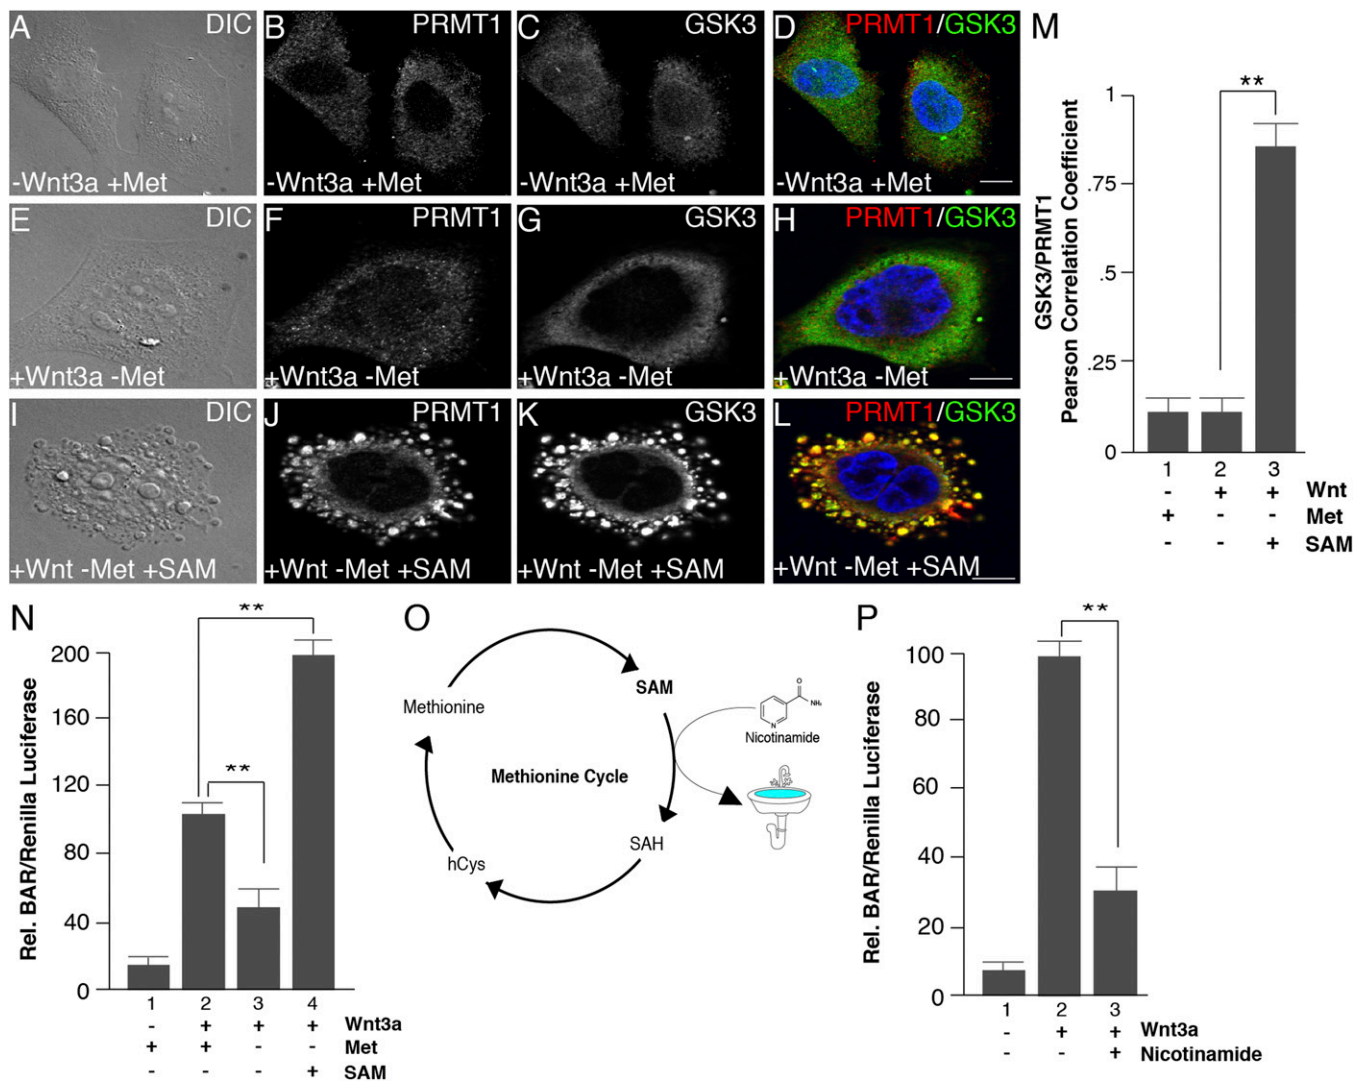 A DIC
-Wnt3a +Met
B PRMT1
-Wnt3a +Met
C GSK3
-Wnt3a +Met
D PRMT1/GSK3
-Wnt3a +Met
E DIC
+Wnt3a -Met
F PRMT1
+Wnt3a -Met
G GSK3
+Wnt3a -Met
H PRMT1/GSK3
+Wnt3a -Met
I DIC
+Wnt -Met +SAM
J PRMT1
+Wnt -Met +SAM
K GSK3
+Wnt -Met +SAM
L PRMT1/GSK3
+Wnt -Met +SAM
M
GSK3/PRMT1
Pearson Correlation Coefficient
**
1
.75
.5
.25
0
1 2 3
- + + Wnt
+ - - Met
- - + SAM
N
Rel. BAR/Renilla Luciferase
**
**
200
160
120
80
40
0
1 2 3 4
- + + + Wnt3a
+ + - - Met
- - - + SAM
O
Methionine
SAM
O
NH₂
N
Nicotinamide
Methionine Cycle
SAH
hCys
P
Rel. BAR/Renilla Luciferase
**
100
80
60
40
20
0
1 2 3
- + + Wnt3a
- - + Nicotinamide